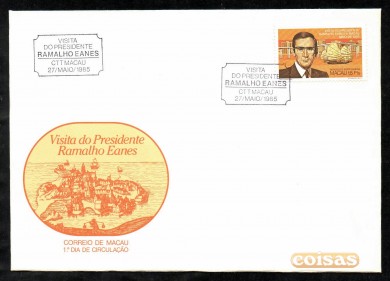 VISITA
DO PRESIDENTE
RAMALHO EANES
CTT MACAU
27/MAIO/1985
VISITA
DO PRESIDENTE
RAMALHO EANES
CTT MACAU
27/MAIO/1985
MACAU
Visita do Presidente
Ramalho Eanes
CORREIO DE MACAU
1.º DIA DE CIRCULAÇÃO
coisas